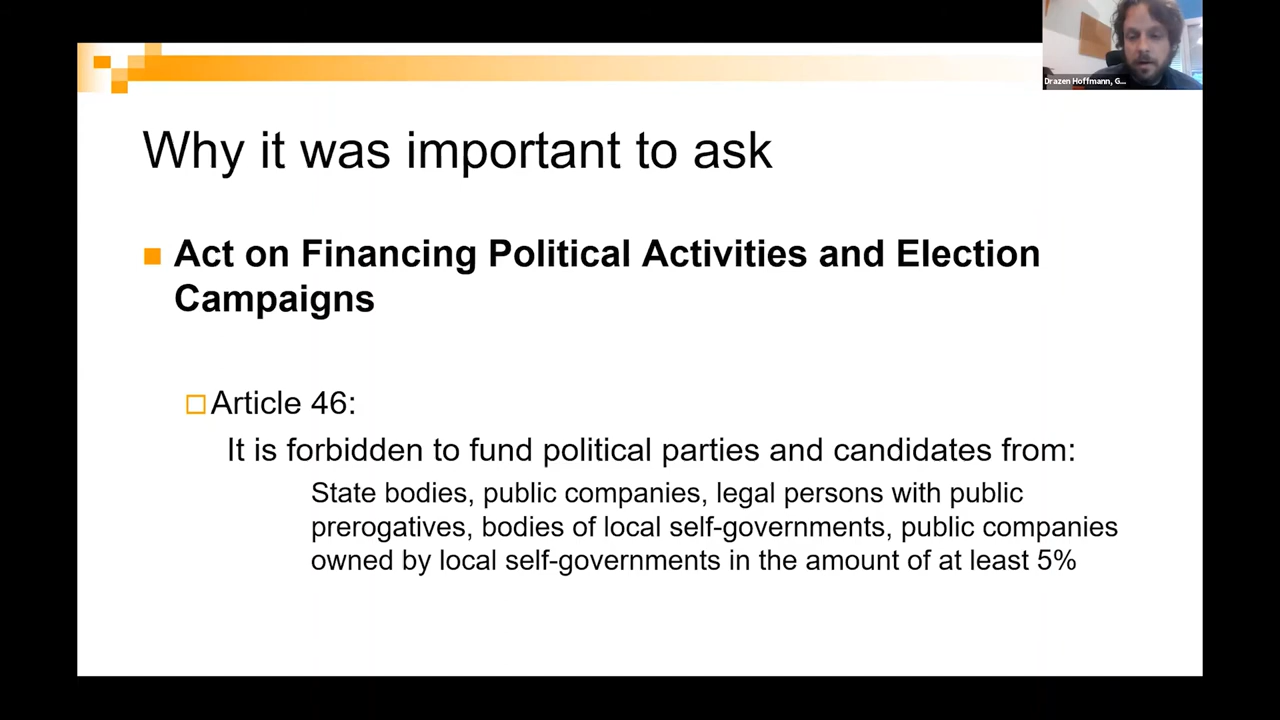 Drazen Hoffmann, G...
Why it was important to ask
Act on Financing Political Activities and Election
Campaigns
Article 46:
It is forbidden to fund political parties and candidates from:
State bodies, public companies, legal persons with public
prerogatives, bodies of local self-governments, public companies
owned by local self-governments in the amount of at least 5%